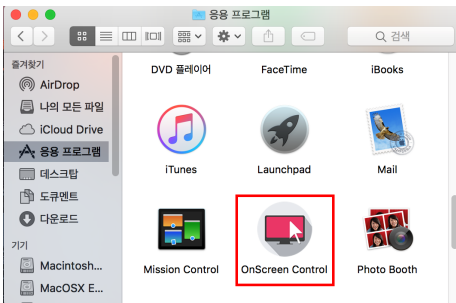 응용 프로그램
검색
즐겨찾기
AirDrop
나의 모든 파일
iCloud Drive
응용 프로그램
데스크탑
도큐멘트
다운로드
기기
Macintosh...
MacOSX E...
DVD 플레이어
FaceTime
iBooks
iTunes
Launchpad
Mail
Mission Control
OnScreen Control
Photo Booth